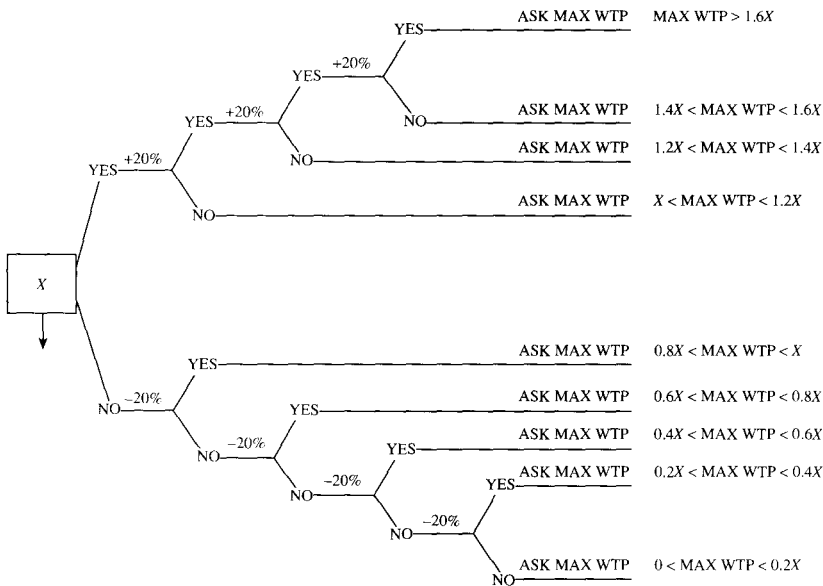 YES ASK MAX WTP MAX WTP > 1.6X
YES +20%
NO ASK MAX WTP 1.4X < MAX WTP < 1.6X
YES +20%
NO ASK MAX WTP 1.2X < MAX WTP < 1.4X
YES +20%
NO ASK MAX WTP X < MAX WTP < 1.2X
X
YES ASK MAX WTP 0.8X < MAX WTP < X
NO −20%
YES ASK MAX WTP 0.6X < MAX WTP < 0.8X
NO −20%
YES ASK MAX WTP 0.4X < MAX WTP < 0.6X
NO −20%
YES ASK MAX WTP 0.2X < MAX WTP < 0.4X
NO −20%
NO ASK MAX WTP 0 < MAX WTP < 0.2X